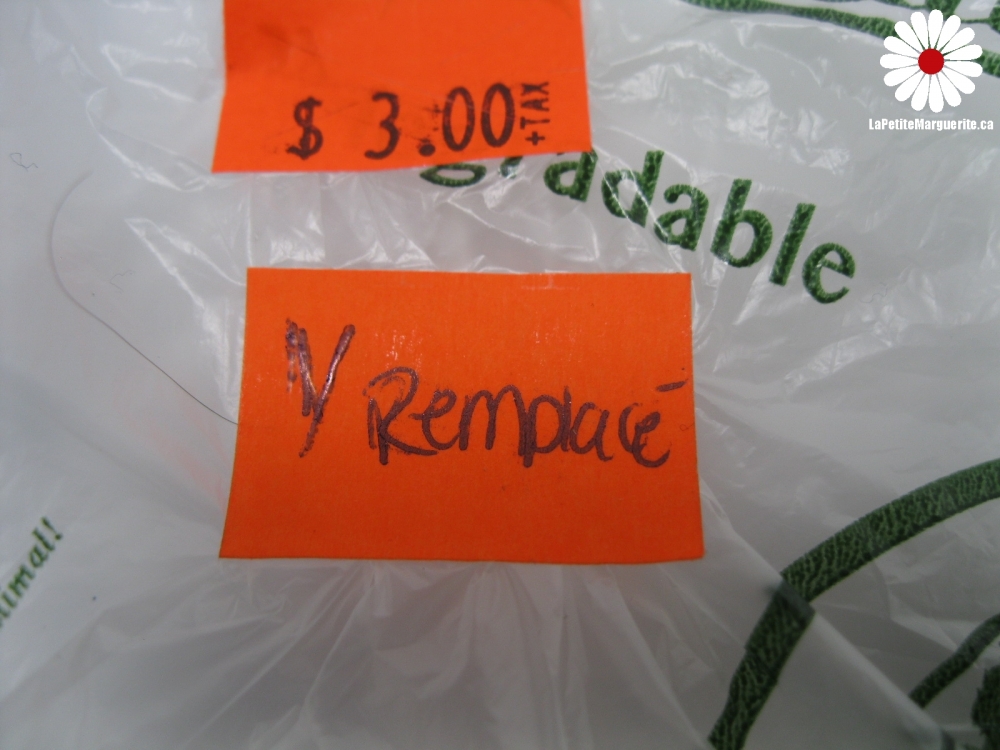 LaPetiteMarguerite.ca
$ 3.00 + TAX
gradable
V Remplacé